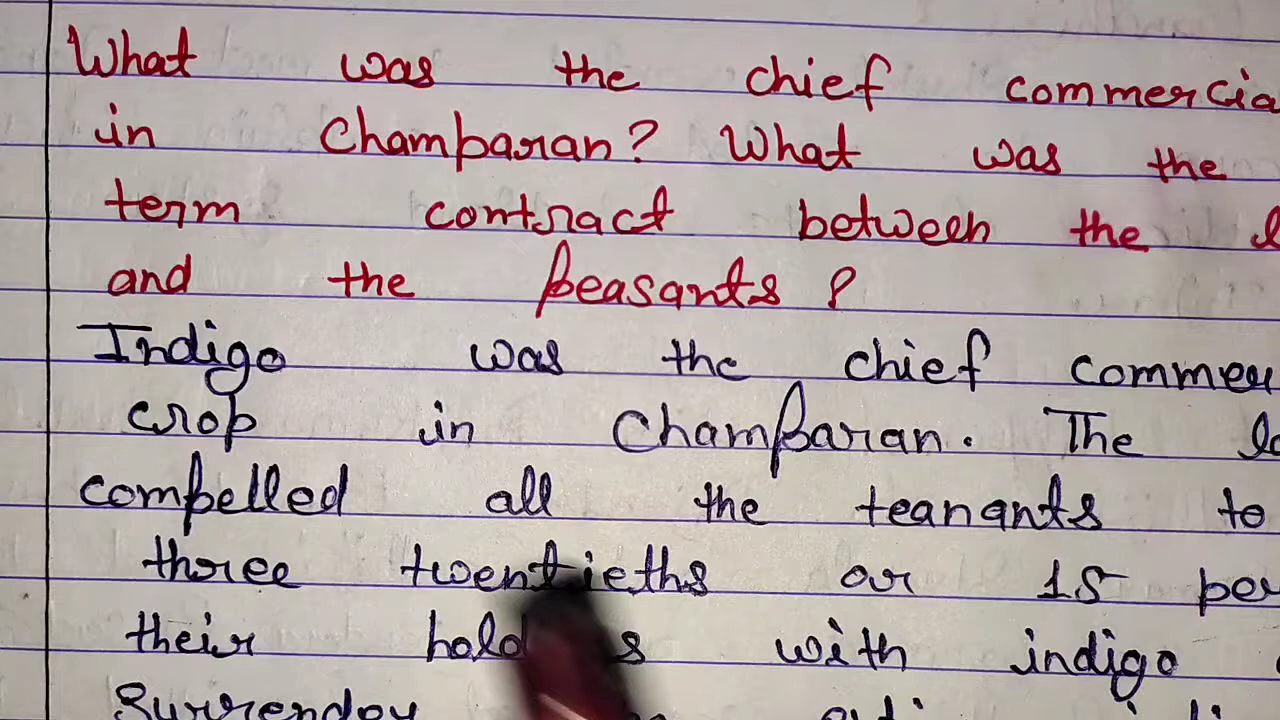 What was the chief commercia
in Champaran? What was the
term contract between the l
and the peasants?
Indigo was the chief commer
crop in Champaran. The la
compelled all the teanants to
three twentieths or 15 per
their with indigo
Surrender